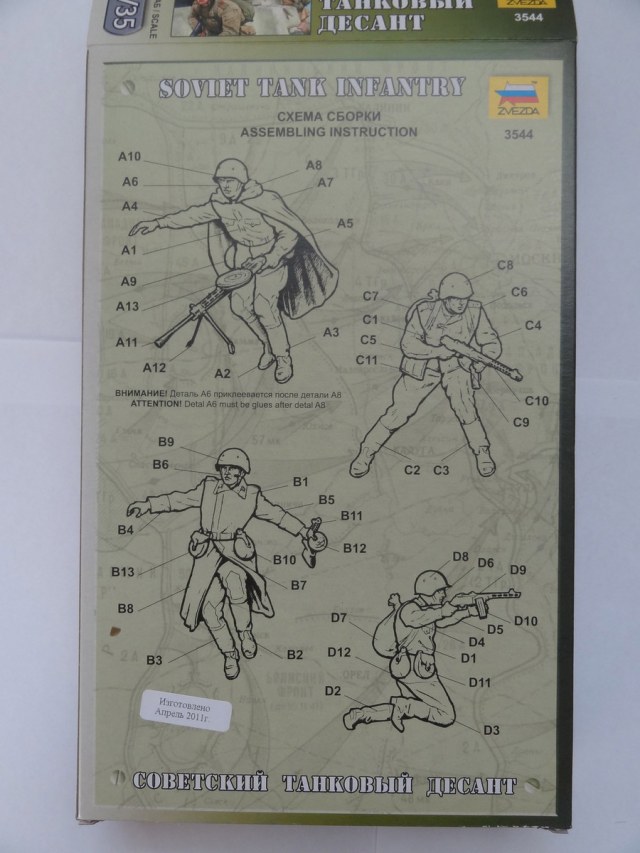 1/35
ТАНКОВЫЙ
ДЕСАНТ
ZVEZDA
3544
SOVIET TANK INFANTRY
СХЕМА СБОРКИ
ASSEMBLING INSTRUCTION
ZVEZDA
3544
A10
A8
A6
A7
A4
A5
A1
A9
A13
A11
A3
A12
A2
C8
C7
C6
C1
C4
C5
C11
C10
C9
C2 C3
ВНИМАНИЕ! Деталь А6 приклеивается после детали А8
ATTENTION! Detal A6 must be glues after detal A8
B9
B6
B1
B5
B11
B4
B12
B13
B10
B7
B8
B3
B2
D8
D6
D9
D7
D10
D5
D4
D12
D1
D11
D2
D3
Изготовлено
Апрель 2011г.
СОВЕТСКИЙ ТАНКОВЫЙ ДЕСАНТ